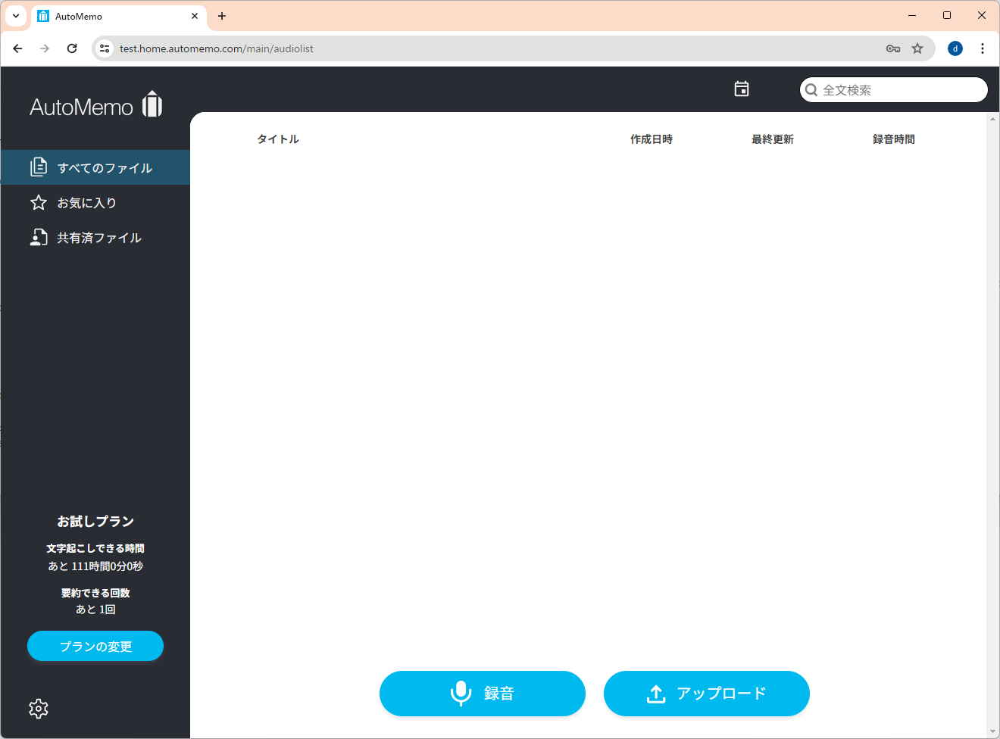 AutoMemo
test.home.automemo.com/main/audiolist
d
AutoMemo
全文検索
タイトル 作成日時 最終更新 録音時間
すべてのファイル
お気に入り
共有済ファイル
お試しプラン
文字起こしできる時間
あと 111時間0分0秒
要約できる回数
あと 1回
プランの変更
録音
アップロード